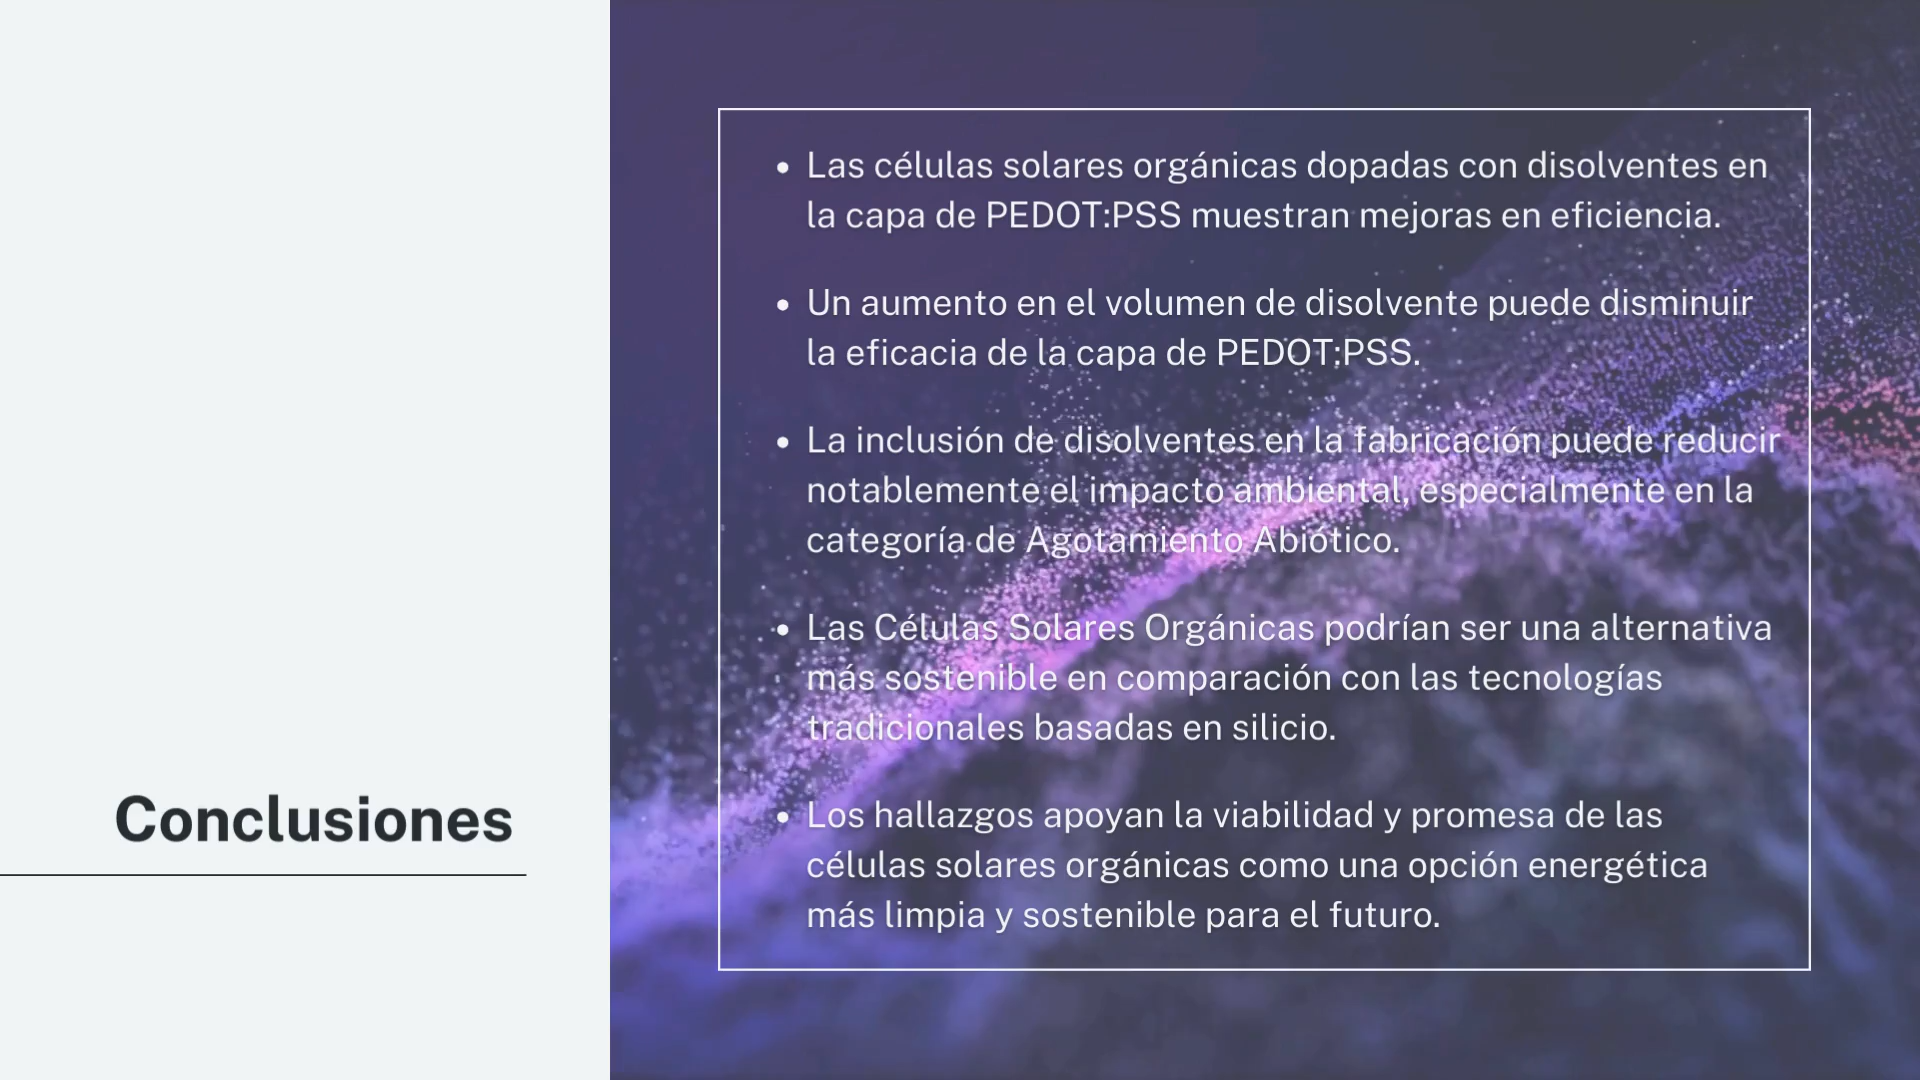 Conclusiones
• Las células solares orgánicas dopadas con disolventes en
la capa de PEDOT:PSS muestran mejoras en eficiencia.
• Un aumento en el volumen de disolvente puede disminuir
la eficacia de la capa de PEDOT:PSS.
• La inclusión de disolventes en la fabricación puede reducir
notablemente el impacto ambiental, especialmente en la
categoría de Agotamiento Abiótico.
• Las Células Solares Orgánicas podrían ser una alternativa
más sostenible en comparación con las tecnologías
tradicionales basadas en silicio.
• Los hallazgos apoyan la viabilidad y promesa de las
células solares orgánicas como una opción energética
más limpia y sostenible para el futuro.